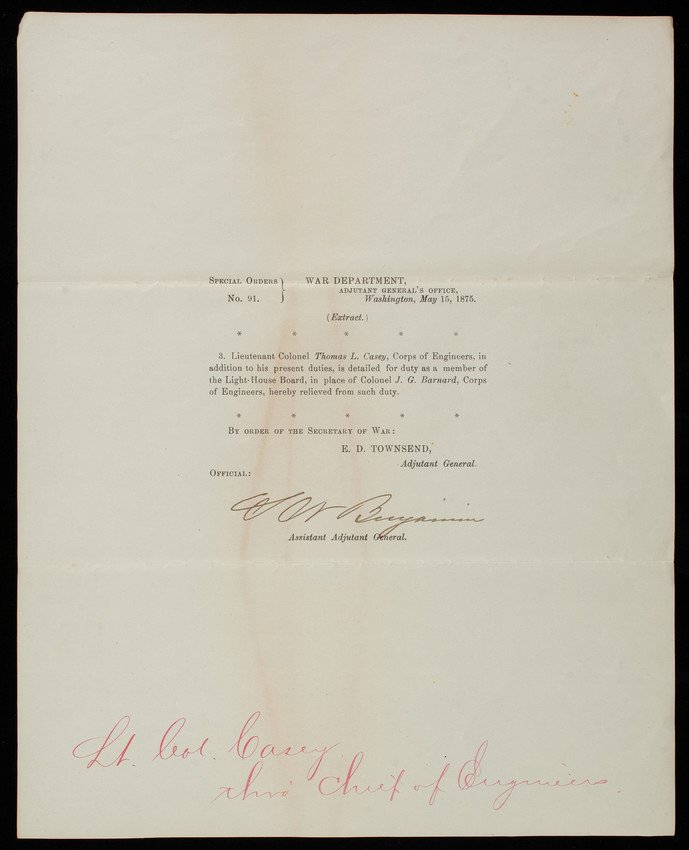 Special Orders } WAR DEPARTMENT,
ADJUTANT GENERAL'S OFFICE,
No. 91. Washington, May 15, 1875.
(Extract.)
* * * * *
3. Lieutenant Colonel Thomas L. Casey, Corps of Engineers, in
addition to his present duties, is detailed for duty as a member of
the Light-House Board, in place of Colonel J. G. Barnard, Corps
of Engineers, hereby relieved from such duty.
* * * * *
By order of the Secretary of War:
E. D. TOWNSEND,
Adjutant General.
Official:
S N Benjamin
Assistant Adjutant General.
Lt. Col. Casey
thro' Chief of Engineers.